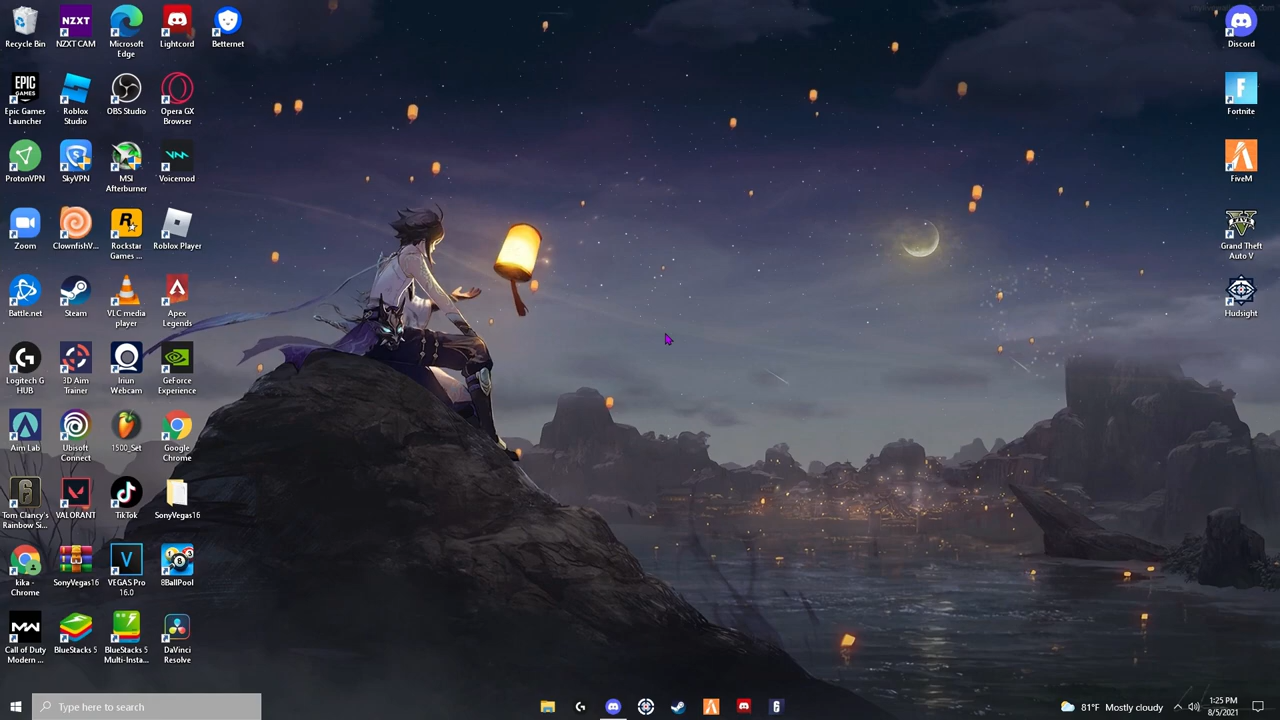 Recycle Bin
NZXT CAM
Microsoft
Edge
Lightcord
Betternet
EPIC
GAMES
Epic Games
Launcher
Roblox
Studio
OBS Studio
Opera GX
Browser
ProtonVPN
SkyVPN
MSI
Afterburner
Voicemod
Zoom
ClownfishV...
Rockstar
Games ...
Roblox Player
Battle.net
Steam
VLC media
player
Apex
Legends
Logitech G
HUB
3D Aim
Trainer
Iriun
Webcam
GeForce
Experience
Aim Lab
Ubisoft
Connect
1500_Set
Google
Chrome
Tom Clancy's
Rainbow Si...
VALORANT
TikTok
SonyVegas16
kika -
Chrome
SonyVegas16
VEGAS Pro
16.0
8BallPool
MW
Call of Duty
Modern ...
BlueStacks 5
BlueStacks 5
Multi-Insta...
DaVinci
Resolve
Discord
Fortnite
FiveM
Grand Theft
Auto V
Hudsight
Type here to search
81°F Mostly cloudy
1:25 PM
8/5/2021